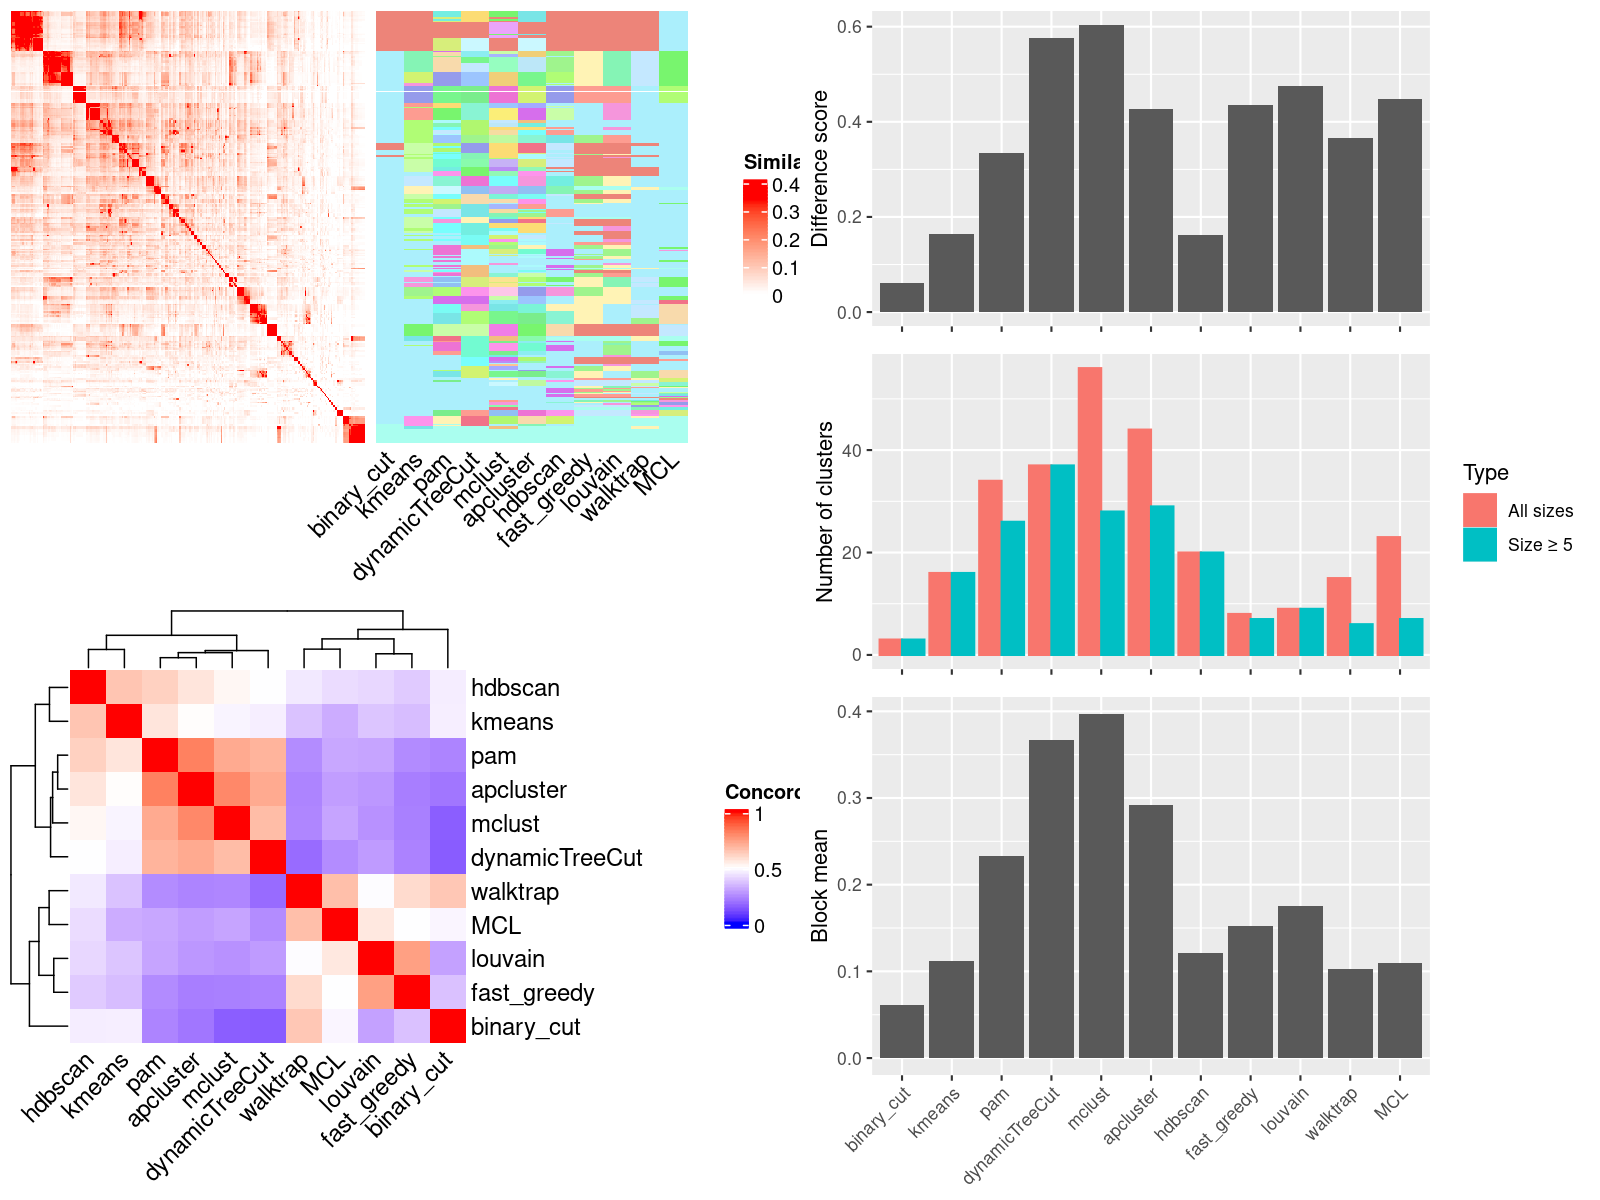 binary_cut
kmeans
pam
dynamicTreeCut
mclust
apcluster
hdbscan
fast_greedy
louvain
walktrap
MCL
Simila
0.4
0.3
0.2
0.1
0
hdbscan
kmeans
pam
apcluster
mclust
dynamicTreeCut
walktrap
MCL
louvain
fast_greedy
binary_cut
hdbscan
kmeans
pam
apcluster
mclust
dynamicTreeCut
walktrap
MCL
louvain
fast_greedy
binary_cut
Concord
1
0.5
0
Difference score
0.6
0.4
0.2
0.0
Number of clusters
40
20
0
Type
All sizes
Size ≥ 5
Block mean
0.4
0.3
0.2
0.1
0.0
binary_cut
kmeans
pam
dynamicTreeCut
mclust
apcluster
hdbscan
fast_greedy
louvain
walktrap
MCL